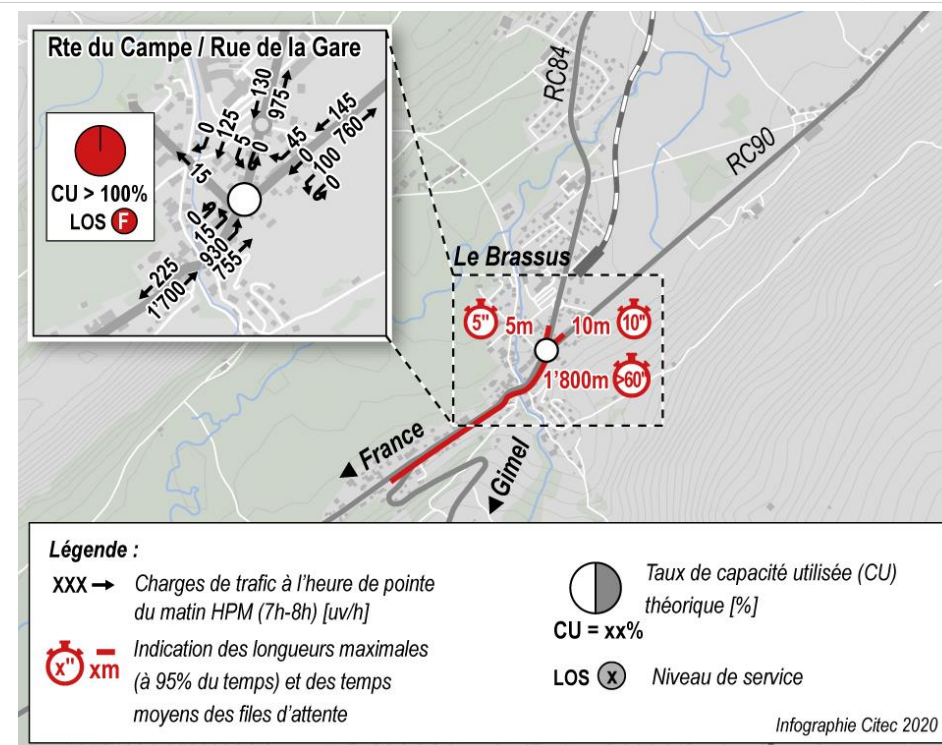 Rte du Campe / Rue de la Gare
130
975
0
125
5
0
45
145
760
0
100
0
15
CU > 100%
LOS F
0
15
930
755
225
1'700
RC84
RC90
Le Brassus
5"
5m
10m
10"
1'800m
>60"
France
Gimel
Légende :
XXX
Charges de trafic à l'heure de pointe
du matin HPM (7h-8h) [uv/h]
x" xm
Indication des longueurs maximales
(à 95% du temps) et des temps
moyens des files d'attente
Taux de capacité utilisée (CU)
théorique [%]
CU = xx%
LOS x
Niveau de service
Infographie Citec 2020